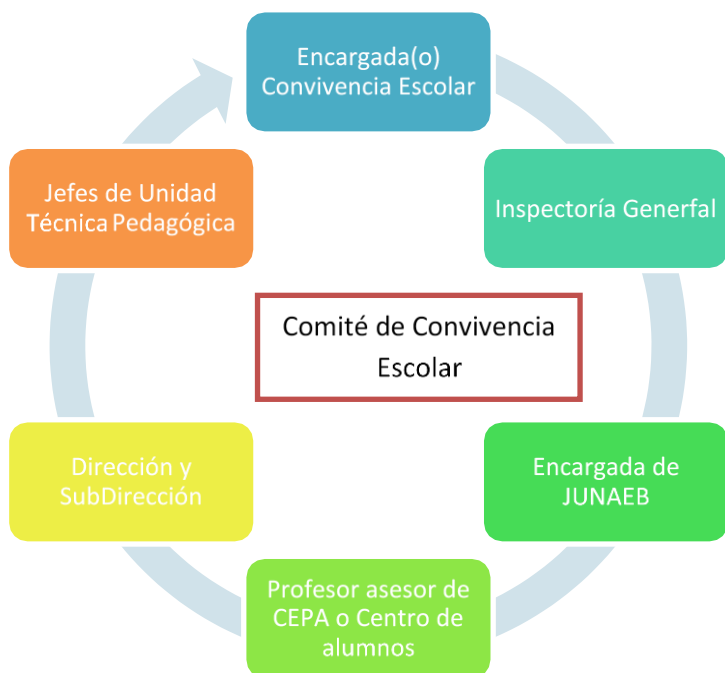 Encargada(o)
Convivencia Escolar
Inspectoría Generfal
Encargada de
JUNAEB
Profesor asesor de
CEPA o Centro de
alumnos
Dirección y
SubDirección
Jefes de Unidad
Técnica Pedagógica
Comité de Convivencia
Escolar